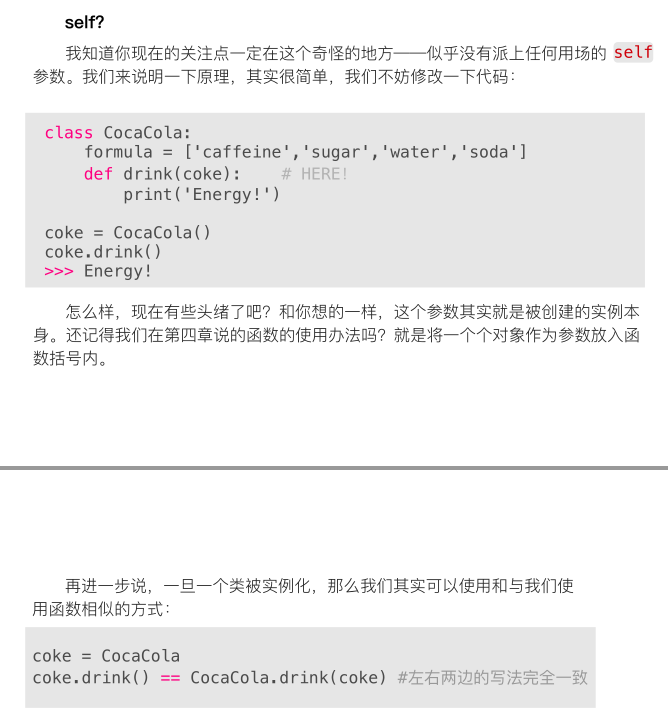 self?
我知道你现在的关注点一定在这个奇怪的地方——似乎没有派上任何用场的 self
参数。我们来说明一下原理，其实很简单，我们不妨修改一下代码：
class CocaCola:
    formula = ['caffeine','sugar','water','soda']
    def drink(coke):    # HERE!
        print('Energy!')
coke = CocaCola()
coke.drink()
>>> Energy!
怎么样，现在有些头绪了吧？和你想的一样，这个参数其实就是被创建的实例本
身。还记得我们在第四章说的函数的使用办法吗？就是将一个个对象作为参数放入函
数括号内。
再进一步说，一旦一个类被实例化，那么我们其实可以使用和与我们使
用函数相似的方式：
coke = CocaCola
coke.drink() == CocaCola.drink(coke) #左右两边的写法完全一致